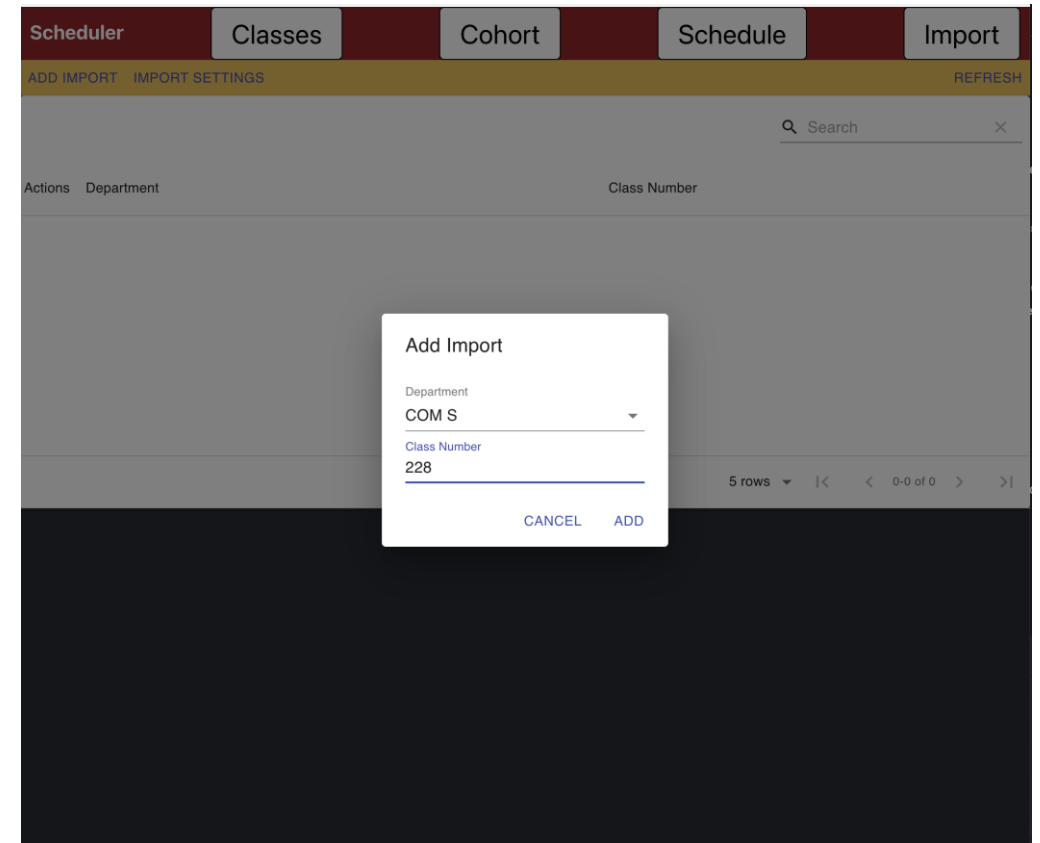 Scheduler Classes Cohort Schedule Import
ADD IMPORT IMPORT SETTINGS REFRESH
Search
Actions Department Class Number
Add Import
Department
COM S
Class Number
228
5 rows 0-0 of 0
CANCEL ADD